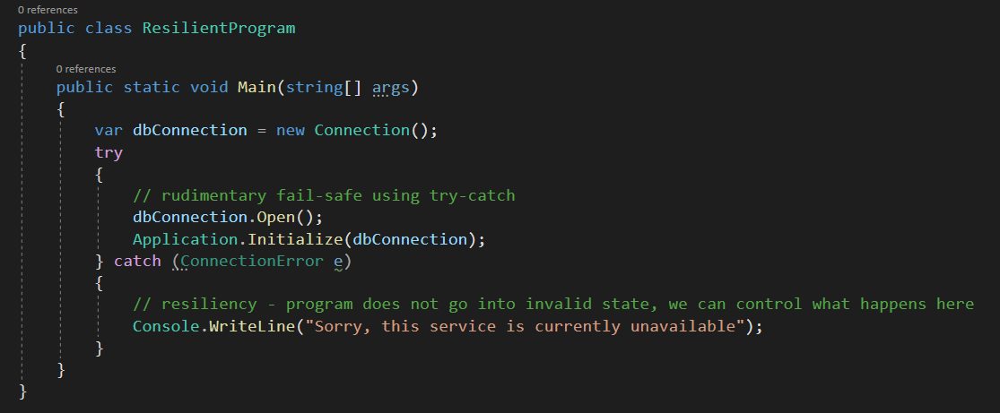 0 references
public class ResilientProgram
{
0 references
public static void Main(string[] args)
{
var dbConnection = new Connection();
try
{
// rudimentary fail-safe using try-catch
dbConnection.Open();
Application.Initialize(dbConnection);
} catch (ConnectionError e)
{
// resiliency - program does not go into invalid state, we can control what happens here
Console.WriteLine("Sorry, this service is currently unavailable");
}
}
}